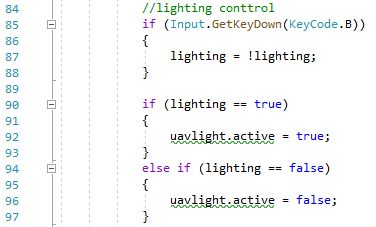 84 //lighting conttrol
85 if (Input.GetKeyDown(KeyCode.B))
86 {
87 lighting = !lighting;
88 }
89
90 if (lighting == true)
91 {
92 uavlight.active = true;
93 }
94 else if (lighting == false)
95 {
96 uavlight.active = false;
97 }